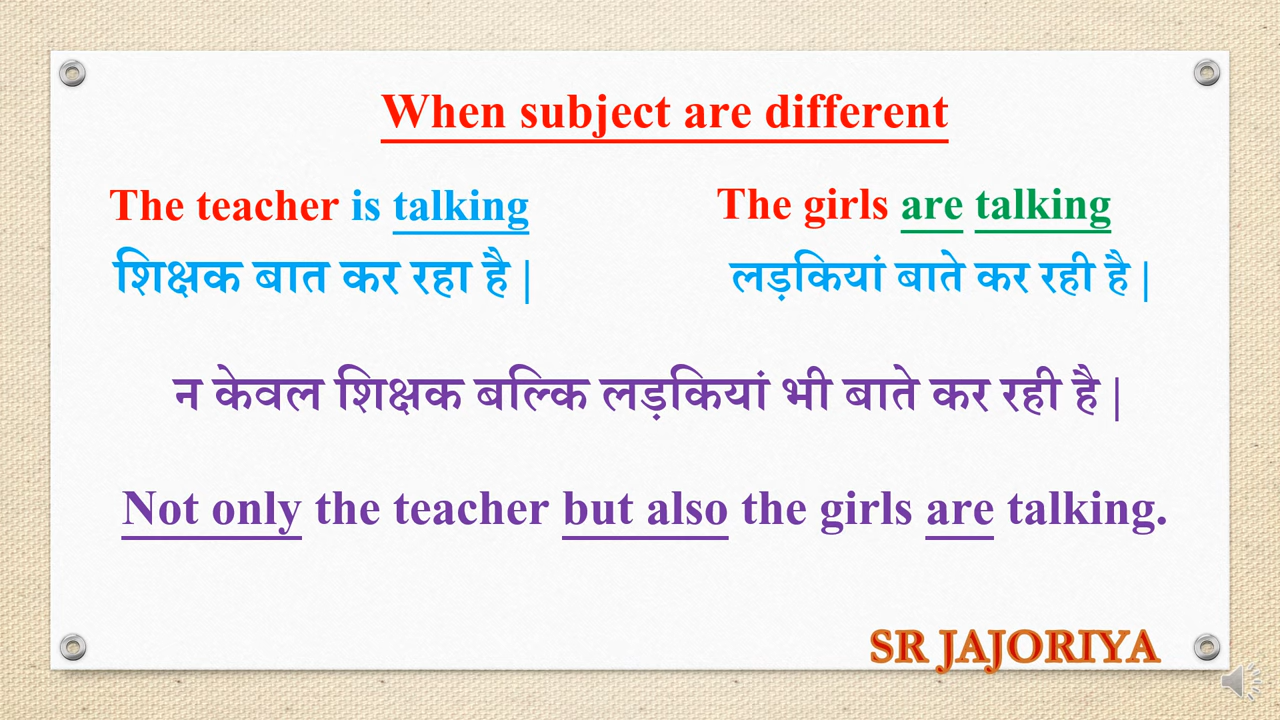 When subject are different
The teacher is talking
The girls are talking
शिक्षक बात कर रहा है |
लड़कियां बाते कर रही है |
न केवल शिक्षक बल्कि लड़कियां भी बाते कर रही है |
Not only the teacher but also the girls are talking.
SR JAJORIYA